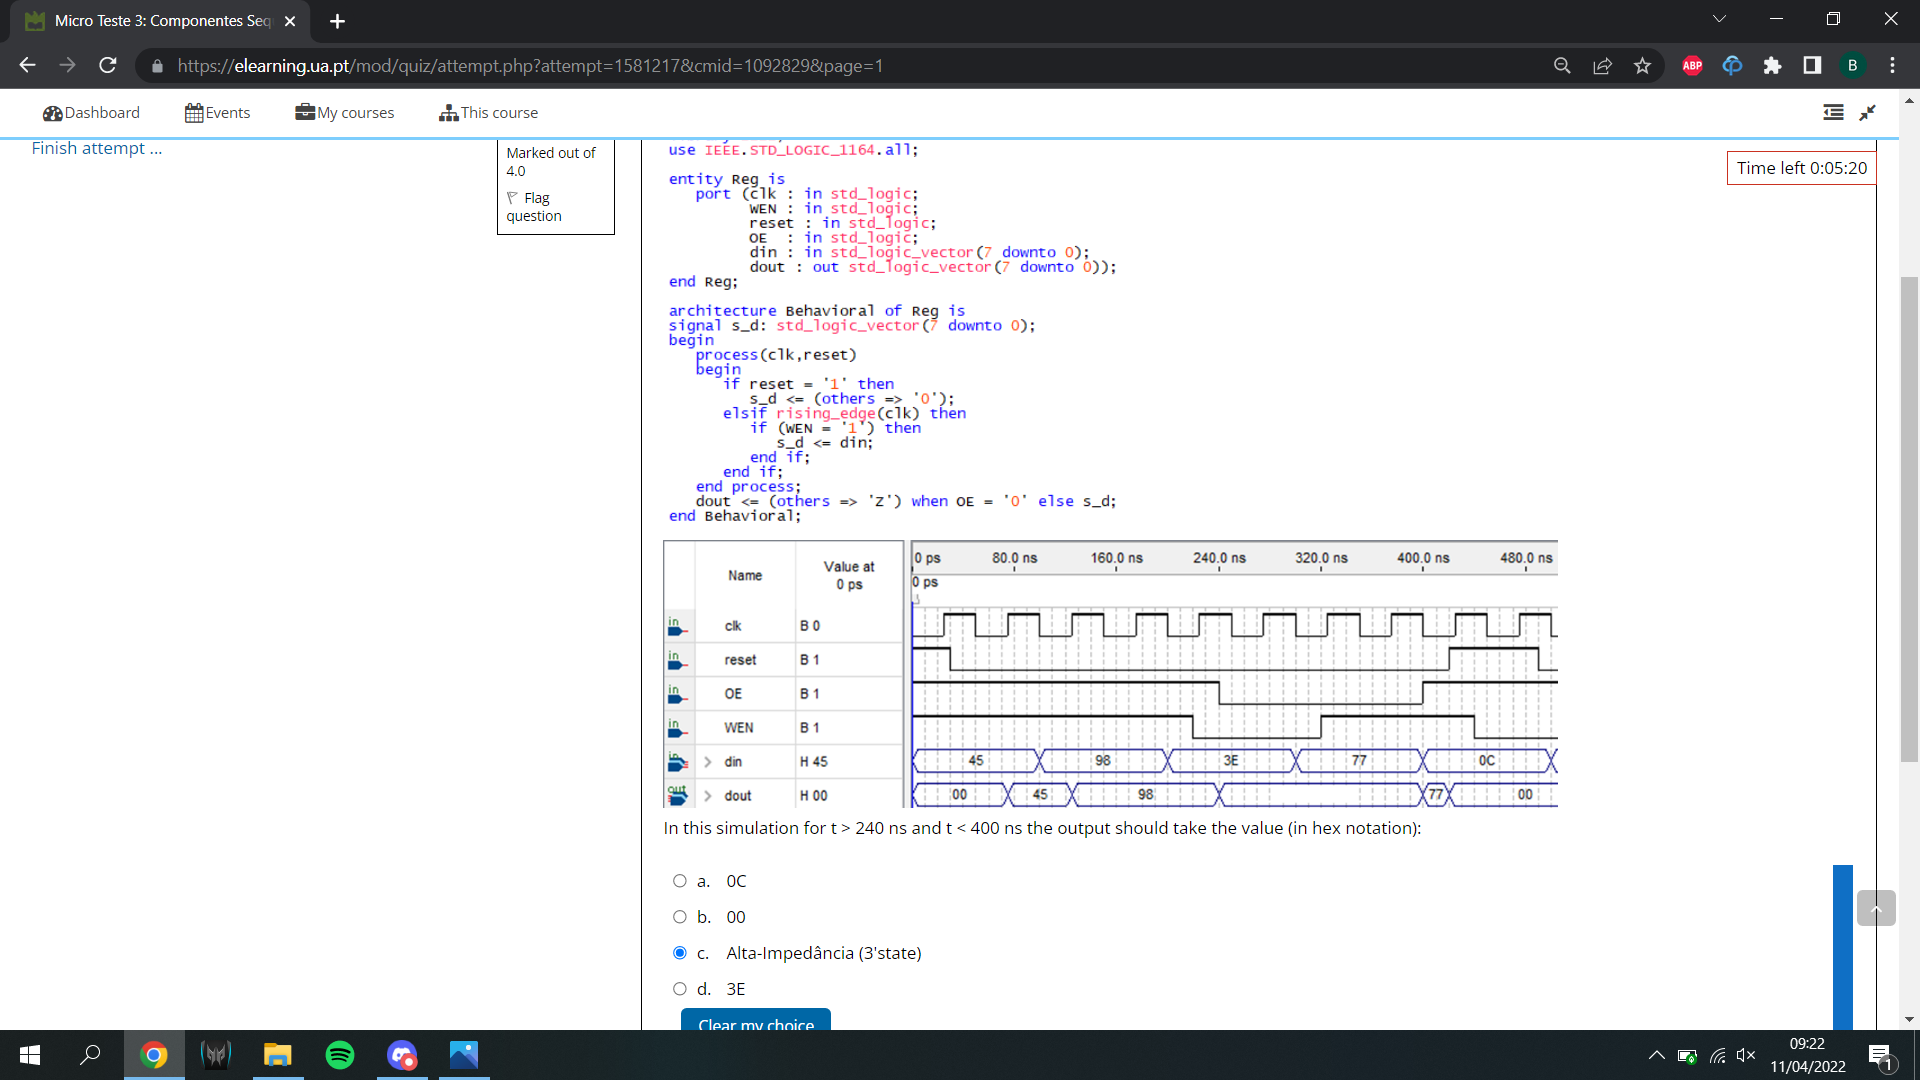 Micro Teste 3: Componentes Seq
https://elearning.ua.pt/mod/quiz/attempt.php?attempt=1581217&cmid=1092829&page=1
ABP
B
Dashboard
Events
My courses
This course
Finish attempt ...
Marked out of
4.0
Flag
question
Time left 0:05:20
use IEEE.STD_LOGIC_1164.all;
entity Reg is
port (clk : in std_logic;
WEN : in std_logic;
reset : in std_logic;
OE : in std_logic;
din : in std_logic_vector(7 downto 0);
dout : out std_logic_vector(7 downto 0));
end Reg;
architecture Behavioral of Reg is
signal s_d: std_logic_vector(7 downto 0);
begin
process(clk,reset)
begin
if reset = '1' then
s_d <= (others => '0');
elsif rising_edge(clk) then
if (WEN = '1') then
s_d <= din;
end if;
end if;
end process;
dout <= (others => 'Z') when OE = '0' else s_d;
end Behavioral;
Name
Value at
0 ps
0 ps 80.0 ns 160.0 ns 240.0 ns 320.0 ns 400.0 ns 480.0 ns
0 ps
in clk B 0
in reset B 1
in OE B 1
in WEN B 1
in > din H 45 45 98 3E 77 0C
out > dout H 00 00 45 98 77 00
In this simulation for t > 240 ns and t < 400 ns the output should take the value (in hex notation):
a. 0C
b. 00
c. Alta-Impedância (3'state)
d. 3E
Clear my choice
09:22
11/04/2022
1